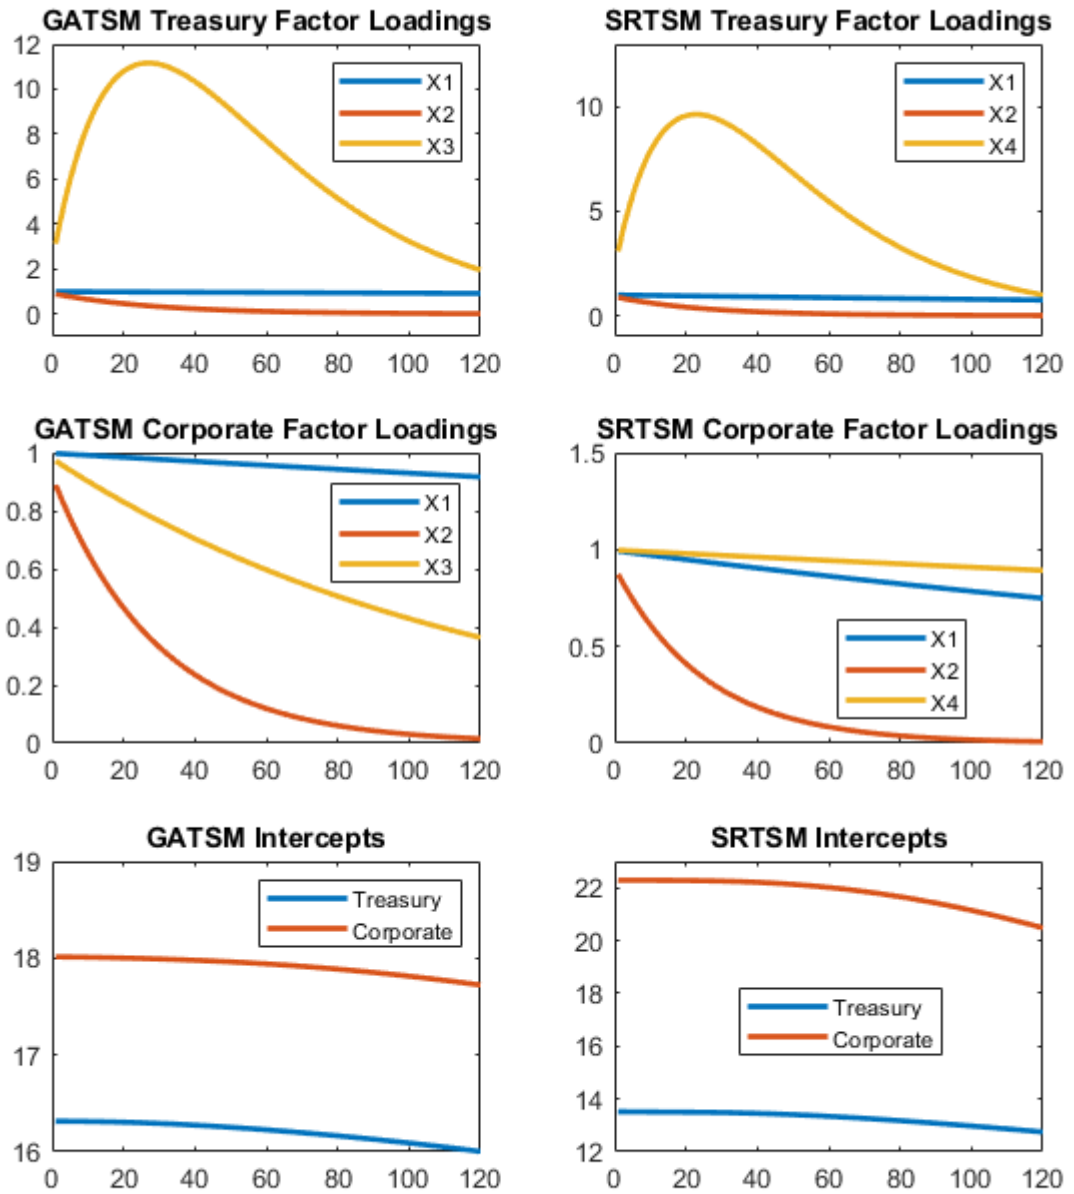 GATSM Treasury Factor Loadings
12
10
8
6
4
2
0
0 20 40 60 80 100 120
X1
X2
X3
SRTSM Treasury Factor Loadings
10
5
0
0 20 40 60 80 100 120
X1
X2
X4
GATSM Corporate Factor Loadings
1
0.8
0.6
0.4
0.2
0
0 20 40 60 80 100 120
X1
X2
X3
SRTSM Corporate Factor Loadings
1.5
1
0.5
0
0 20 40 60 80 100 120
X1
X2
X4
GATSM Intercepts
19
18
17
16
0 20 40 60 80 100 120
Treasury
Corporate
SRTSM Intercepts
22
20
18
16
14
12
0 20 40 60 80 100 120
Treasury
Corporate